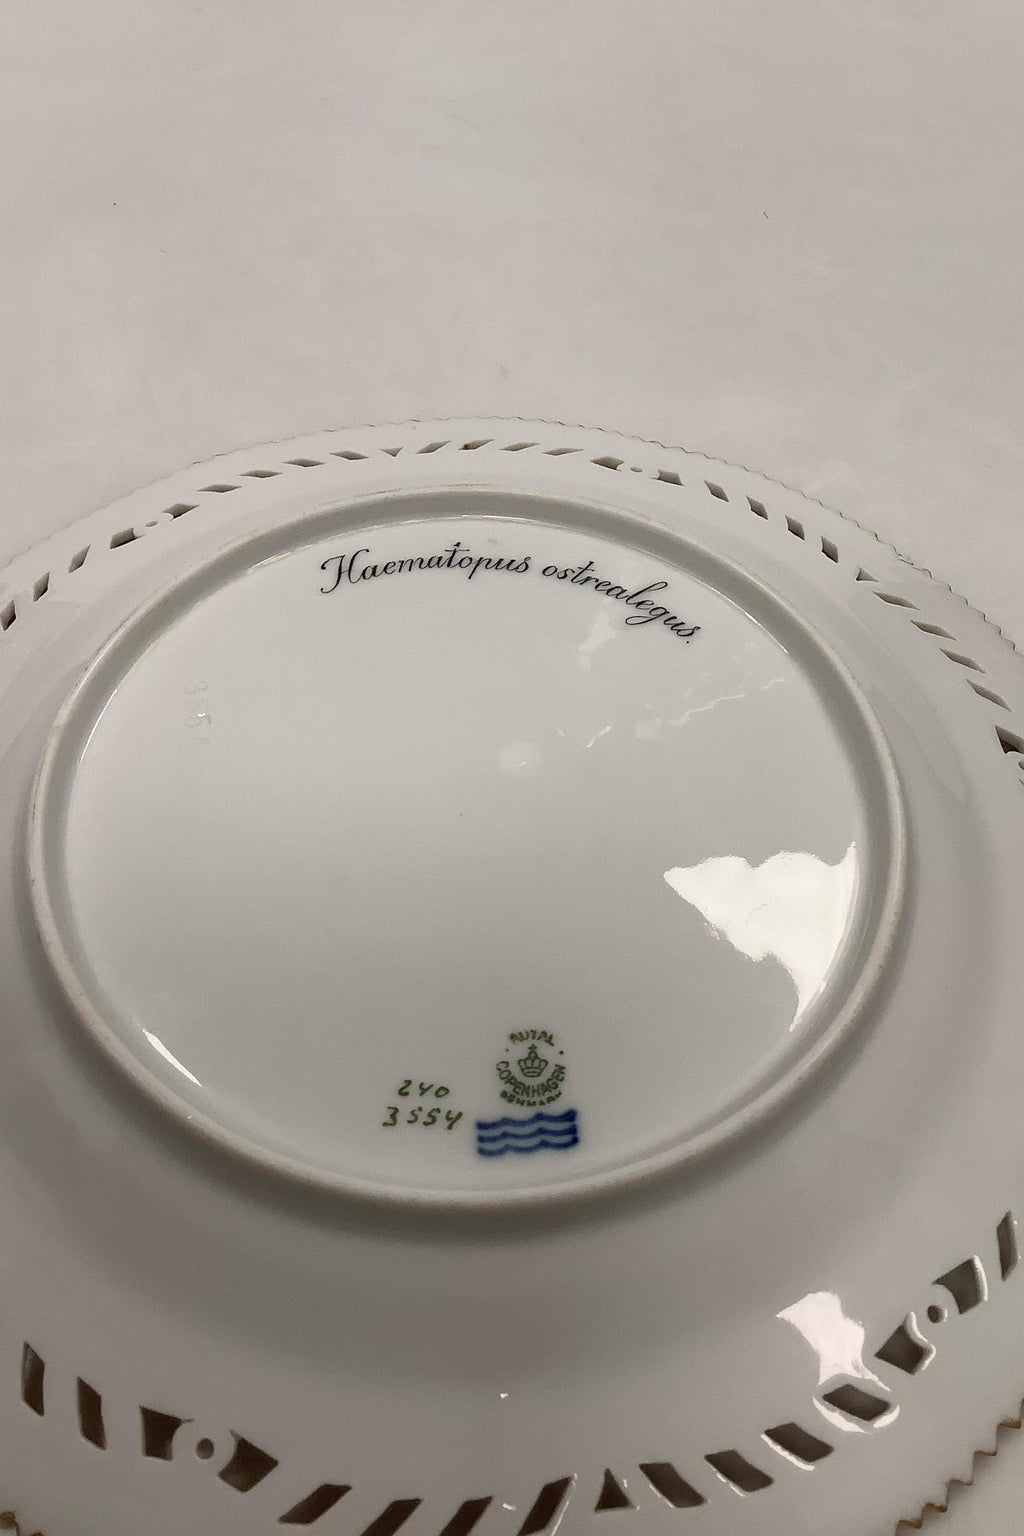 Haematopus ostrealegus.
ROYAL
COPENHAGEN
DENMARK
240
3554